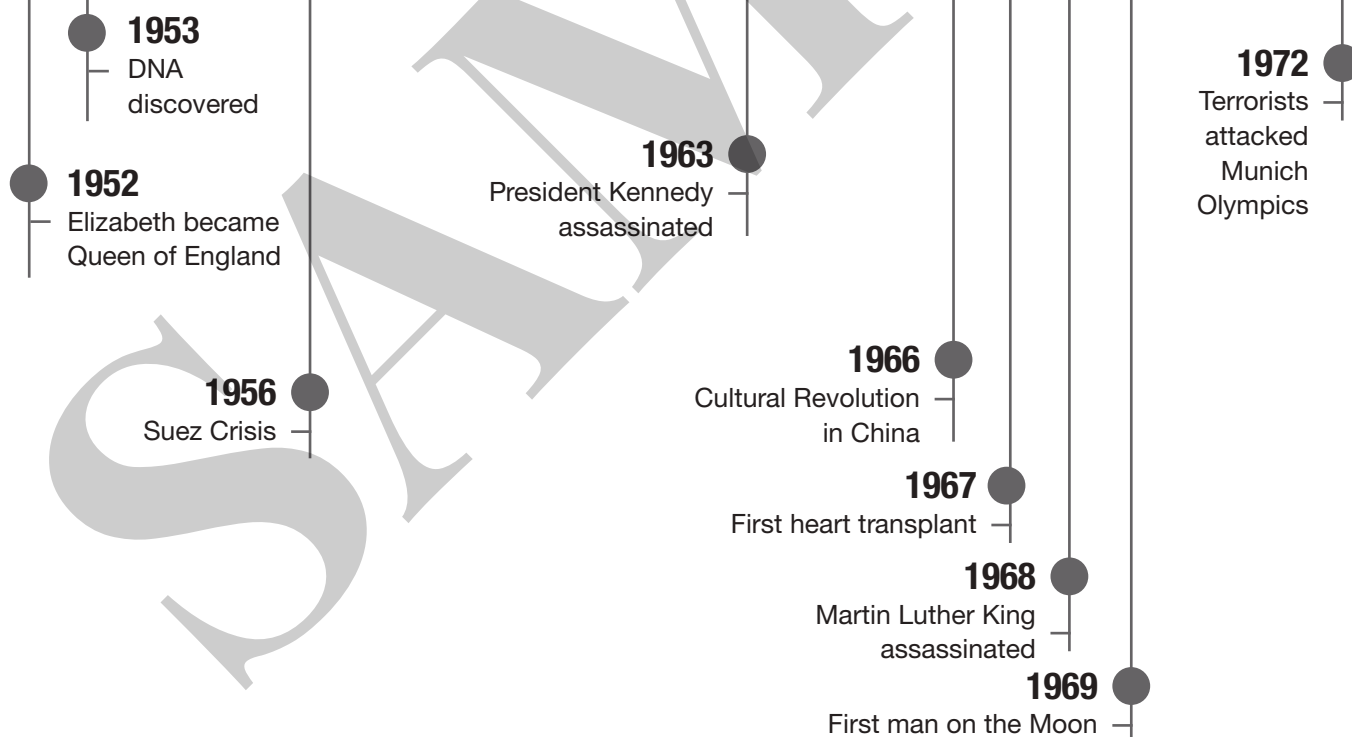 1953
DNA
discovered
1952
Elizabeth became
Queen of England
1956
Suez Crisis
1963
President Kennedy
assassinated
1966
Cultural Revolution
in China
1967
First heart transplant
1968
Martin Luther King
assassinated
1969
First man on the Moon
1972
Terrorists
attacked
Munich
Olympics
SAM